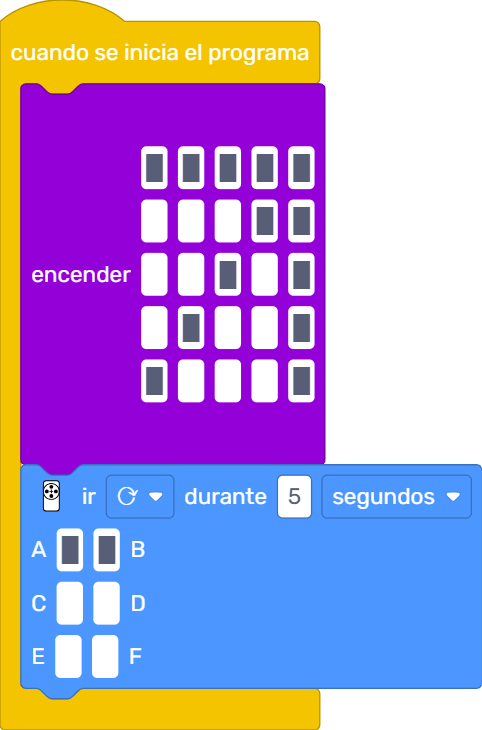 cuando se inicia el programa
encender
ir durante 5 segundos
A B
C D
E F